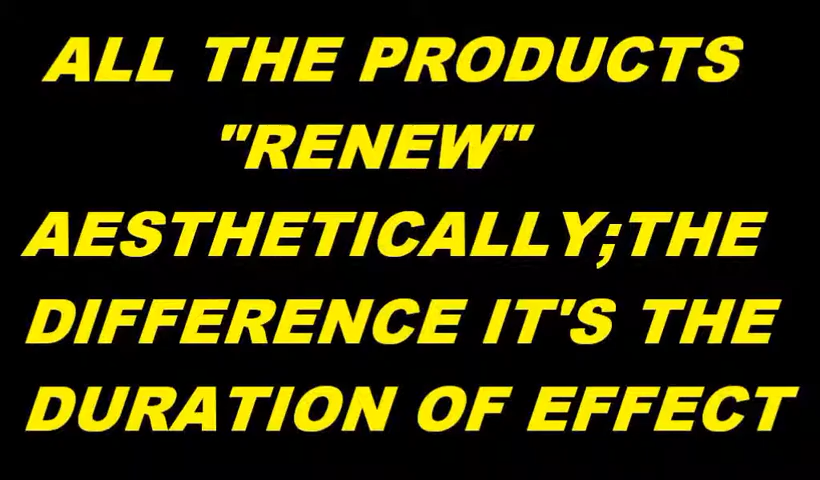 ALL THE PRODUCTS
"RENEW"
AESTHETICALLY;THE
DIFFERENCE IT'S THE
DURATION OF EFFECT